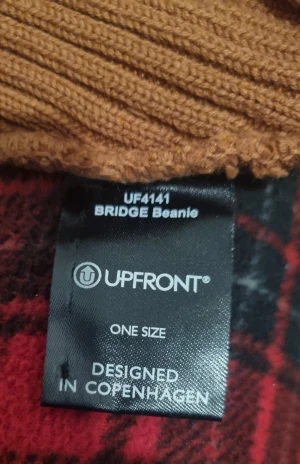 UF4141
BRIDGE Beanie
UPFRONT®
ONE SIZE
DESIGNED
IN COPENHAGEN